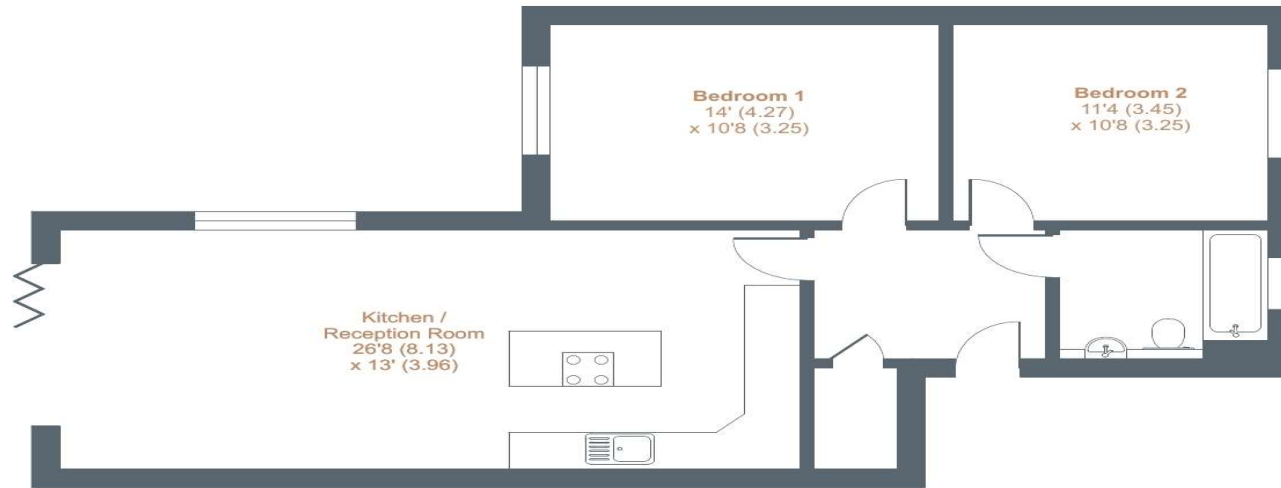 Bedroom 1
14' (4.27)
x 10'8 (3.25)
Bedroom 2
11'4 (3.45)
x 10'8 (3.25)
Kitchen /
Reception Room
26'8 (8.13)
x 13' (3.96)